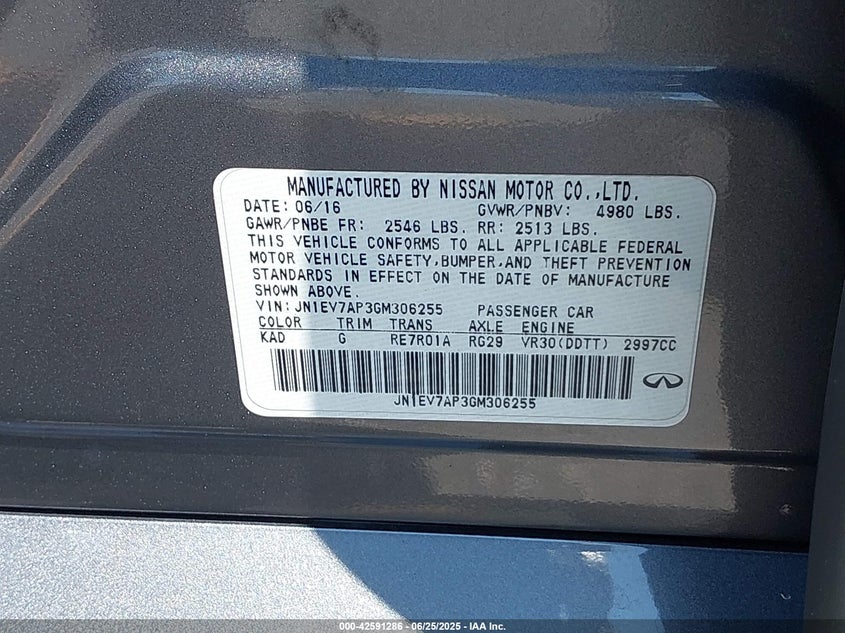 MANUFACTURED BY NISSAN MOTOR CO.,LTD.
DATE: 06/16 GVWR/PNBV: 4980 LBS.
GAWR/PNBE FR: 2546 LBS. RR: 2513 LBS.
THIS VEHICLE CONFORMS TO ALL APPLICABLE FEDERAL
MOTOR VEHICLE SAFETY,BUMPER,AND THEFT PREVENTION
STANDARDS IN EFFECT ON THE DATE OF MANUFACTURE
SHOWN ABOVE.
VIN:JN1EV7AP3GM306255 PASSENGER CAR
COLOR TRIM TRANS AXLE ENGINE
KAD G RE7R01A RG29 VR30(DDTT) 2997CC
JN1EV7AP3GM306255
000-42591286 - 06/25/2025 - IAA Inc.